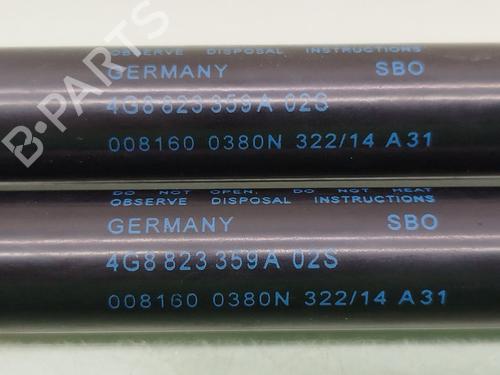 OBSERVE DISPOSAL INSTRUCTIONS
GERMANY SBO
4G8 823 359A 02S
008160 0380N 322/14 A31
DO NOT OPEN. DO NOT HEAT
OBSERVE DISPOSAL INSTRUCTIONS
GERMANY SBO
4G8 823 359A 02S
008160 0380N 322/14 A31
B-PARTS